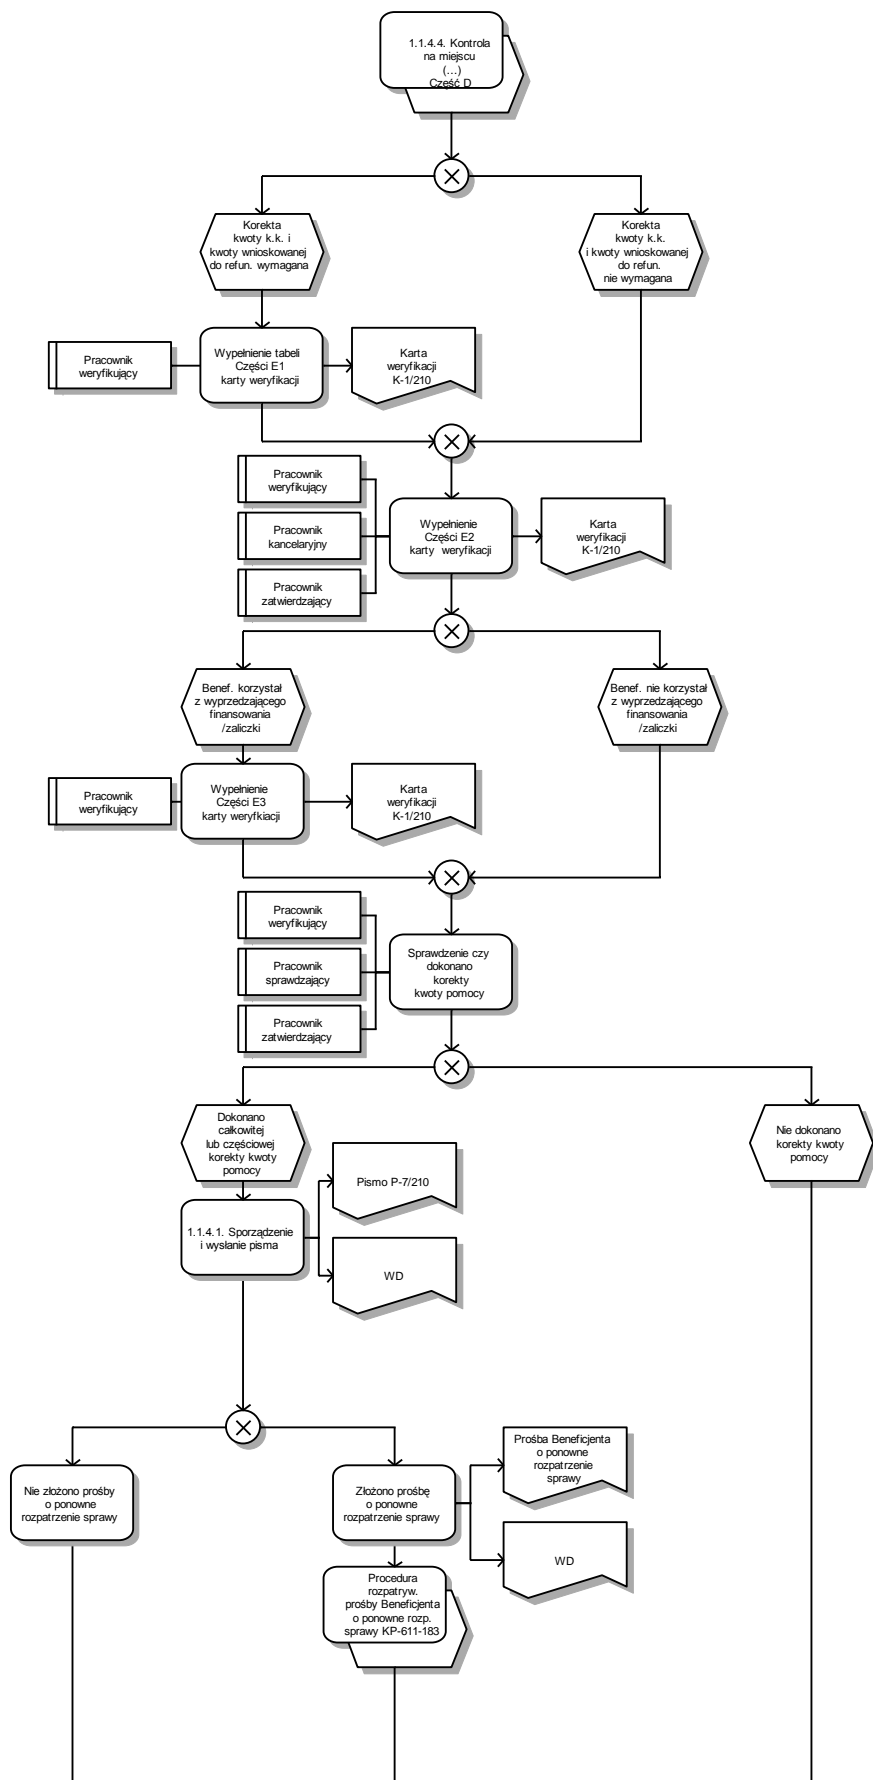 1.1.4.4. Kontrola
na miejscu
(...)
Część D
Korekta
kwoty k.k. i
kwoty wnioskowanej
do refun. wymagana
Korekta
kwoty k.k.
i kwoty wnioskowanej
do refun.
nie wymagana
Pracownik
weryfikujący
Wypełnienie tabeli
Części E1
karty weryfikacji
Karta
weryfikacji
K-1/210
Pracownik
weryfikujący
Pracownik
kancelaryjny
Pracownik
zatwierdzający
Wypełnienie
Części E2
karty weryfikacji
Karta
weryfikacji
K-1/210
Benef. korzystał
z wyprzedzającego
finansowania
/zaliczki
Benef. nie korzystał
z wyprzedzającego
finansowania
/zaliczki
Pracownik
weryfikujący
Wypełnienie
Części E3
karty weryfkiacji
Karta
weryfikacji
K-1/210
Pracownik
weryfikujący
Pracownik
sprawdzający
Pracownik
zatwierdzający
Sprawdzenie czy
dokonano
korekty
kwoty pomocy
Dokonano
całkowitej
lub częściowej
korekty kwoty
pomocy
Nie dokonano
korekty kwoty
pomocy
Pismo P-7/210
1.1.4.1. Sporządzenie
i wysłanie pisma
WD
Prośba Beneficjenta
o ponowne
rozpatrzenie
sprawy
Nie złożono prośby
o ponowne
rozpatrzenie sprawy
Złożono prośbę
o ponowne
rozpatrzenie sprawy
WD
Procedura
rozpatryw.
prośby Beneficjenta
o ponowne rozp.
sprawy KP-611-183